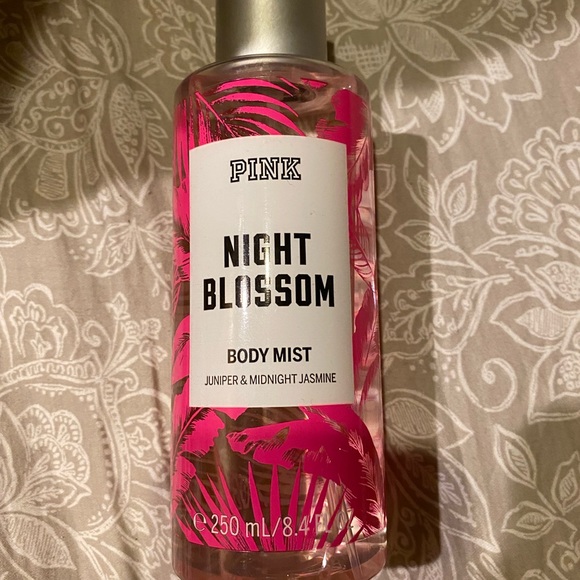 PINK
NIGHT
BLOSSOM
BODY MIST
JUNIPER & MIDNIGHT JASMINE
℮ 250 mL/8.4